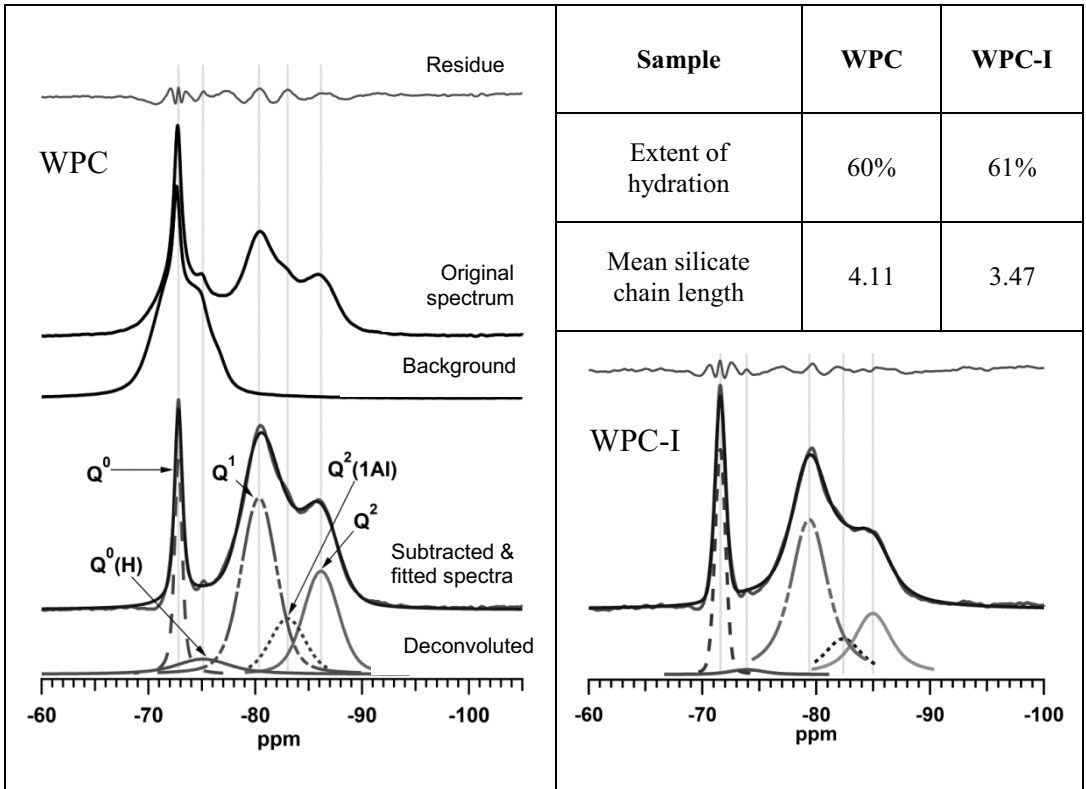 Residue
WPC
Original
spectrum
Background
Q⁰
Q¹
Q²(1Al)
Q²
Q⁰(H)
Subtracted &
fitted spectra
Deconvoluted
-60 -70 -80 -90 -100
ppm
Sample WPC WPC-I
Extent of
hydration
60% 61%
Mean silicate
chain length
4.11 3.47
WPC-I
-60 -70 -80 -90 -100
ppm